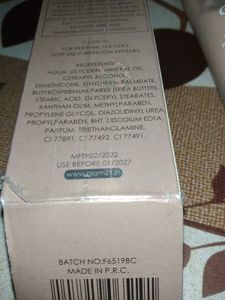 CAUTION:
FOR EXTERNAL USE ONLY
STOP USE IF IRRITATION APPEARS.
INGREDIENTS:
AQUA, GLYCERIN, MINERAL OIL,
CETEARYL ALCOHOL,
DIMETHICONE, ETHYLHEXYL PALMITATE,
BUTYROSPERMUM PARKII (SHEA BUTTER),
STEARIC ACID, GLYCERYL STEARATES,
XANTHAN GUM, METHYLPARABEN,
PROPYLENE GLYCOL, DIAZOLIDINYL UREA,
PROPYLPARABEN, BHT, DISODIUM EDTA,
PARFUM, TRIETHANOLAMINE,
CI 77891, CI 77492, CI 77491.
MFD:02/2022
USE BEFORE:01/2027
www.glam21.in
BATCH NO:F6519BC
MADE IN P.R.C.